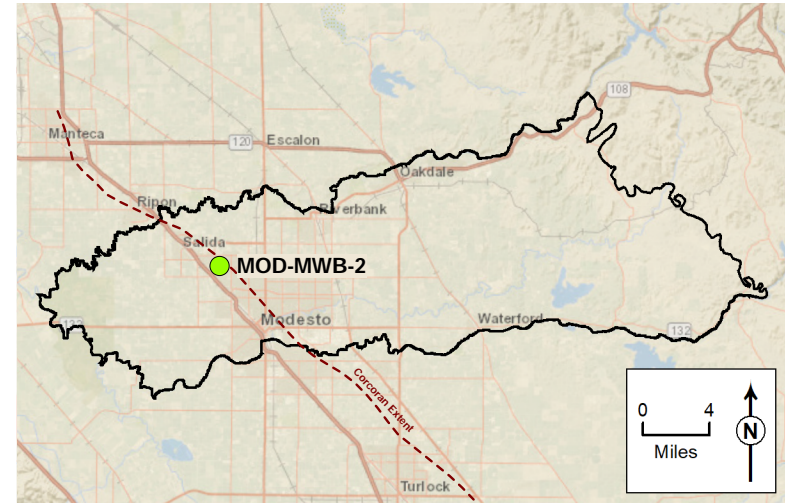 108
Manteca
120
Escalon
Oakdale
Ripon
Riverbank
Salida
MOD-MWB-2
132
Modesto
Waterford
132
Corcoran Extent
Turlock
0 4
Miles
N